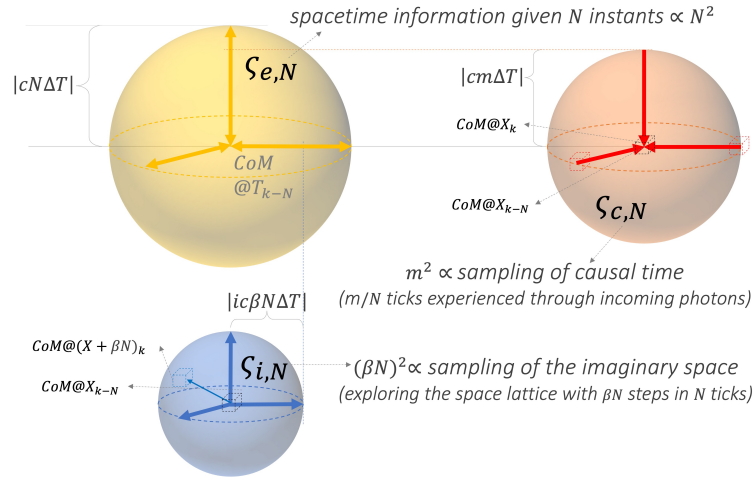 spacetime information given N instants ∝ N²
|cNΔT|
ς_{e,N}
CoM
@T_{k−N}
|cmΔT|
CoM@X_k
CoM@X_{k−N}
ς_{c,N}
m² ∝ sampling of causal time
(m/N ticks experienced through incoming photons)
|icβNΔT|
CoM@(X + βN)_k
CoM@X_{k−N}
ς_{i,N}
(βN)²∝ sampling of the imaginary space
(exploring the space lattice with βN steps in N ticks)